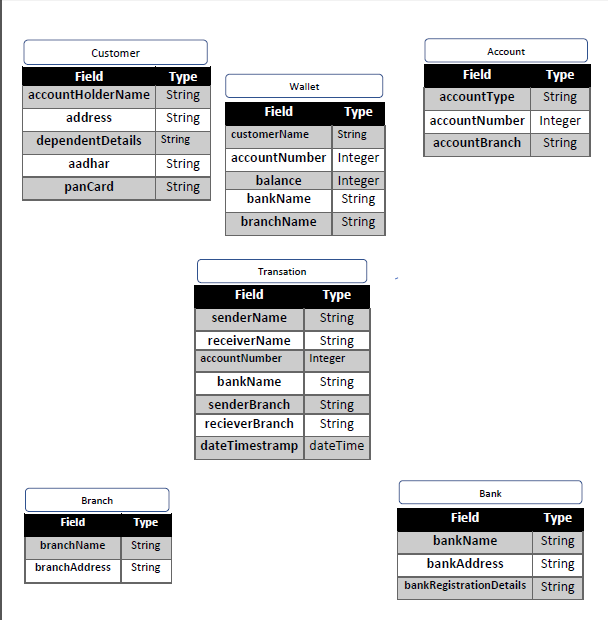 Customer
Field Type
accountHolderName String
address String
dependentDetails String
aadhar String
panCard String
Wallet
Field Type
customerName String
accountNumber Integer
balance Integer
bankName String
branchName String
Account
Field Type
accountType String
accountNumber Integer
accountBranch String
Transation
Field Type
senderName String
receiverName String
accountNumber Integer
bankName String
senderBranch String
recieverBranch String
dateTimestramp dateTime
Branch
Field Type
branchName String
branchAddress String
Bank
Field Type
bankName String
bankAddress String
bankRegistrationDetails String